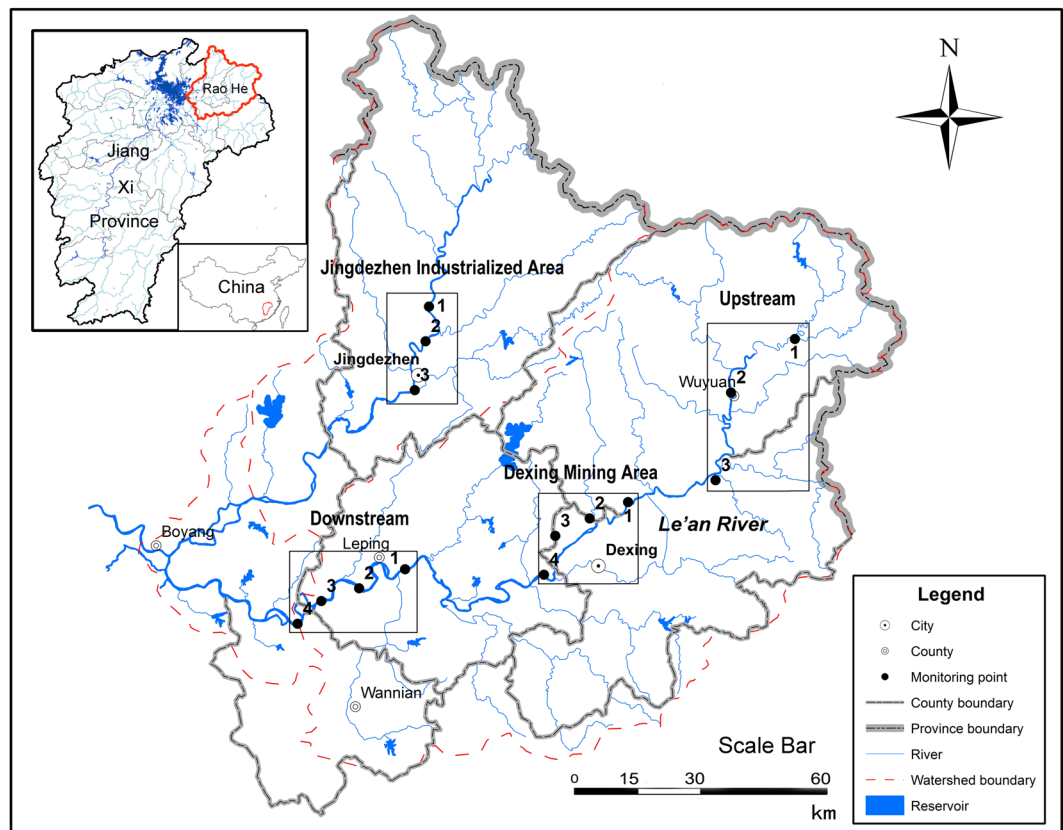 Rao He
Jiang
Xi
Province
China
N
Jingdezhen Industrialized Area
1
2
Jingdezhen
3
Upstream
1
2
Wuyuan
3
Dexing Mining Area
2
1
3
4
Dexing
Le'an River
Downstream
Leping
1
2
3
4
Boyang
Wannian
Scale Bar
0 15 30 60
km
Legend
City
County
Monitoring point
County boundary
Province boundary
River
Watershed boundary
Reservoir